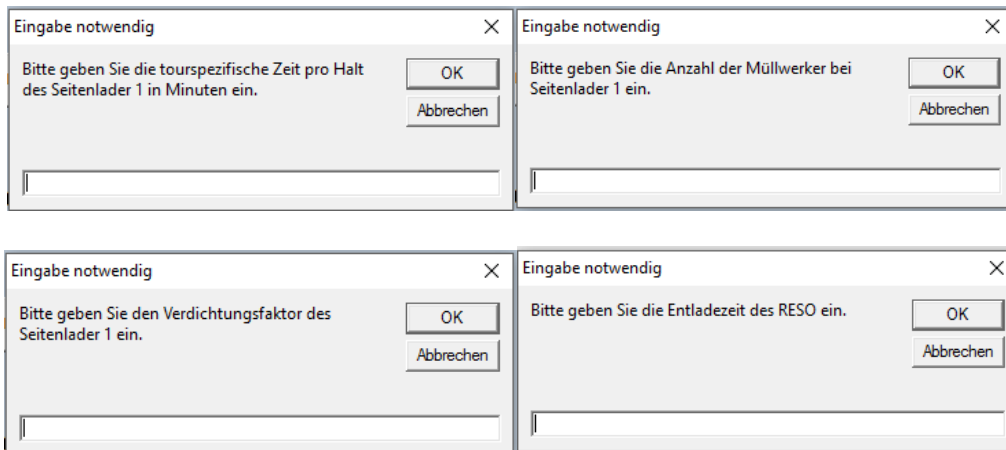 Eingabe notwendig
Bitte geben Sie die tourspezifische Zeit pro Halt
des Seitenlader 1 in Minuten ein.
OK
Abbrechen
Eingabe notwendig
Bitte geben Sie die Anzahl der Müllwerker bei
Seitenlader 1 ein.
OK
Abbrechen
Eingabe notwendig
Bitte geben Sie den Verdichtungsfaktor des
Seitenlader 1 ein.
OK
Abbrechen
Eingabe notwendig
Bitte geben Sie die Entladezeit des RESO ein.
OK
Abbrechen